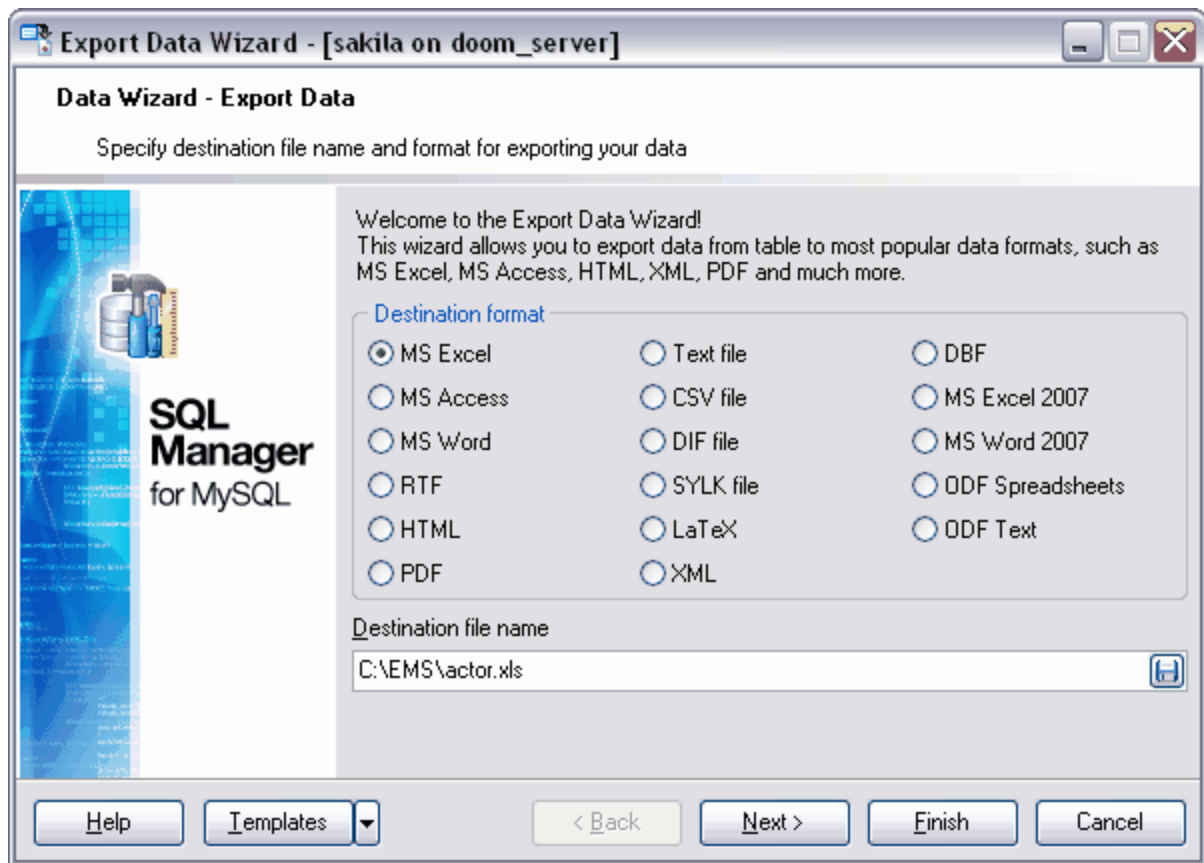 Export Data Wizard - [sakila on doom_server]
Data Wizard - Export Data
Specify destination file name and format for exporting your data
Welcome to the Export Data Wizard!
This wizard allows you to export data from table to most popular data formats, such as
MS Excel, MS Access, HTML, XML, PDF and much more.
SQL
Manager
for MySQL
Destination format
MS Excel
MS Access
MS Word
RTF
HTML
PDF
Text file
CSV file
DIF file
SYLK file
LaTeX
XML
DBF
MS Excel 2007
MS Word 2007
ODF Spreadsheets
ODF Text
Destination file name
C:\EMS\actor.xls
Help
Templates
< Back
Next >
Finish
Cancel